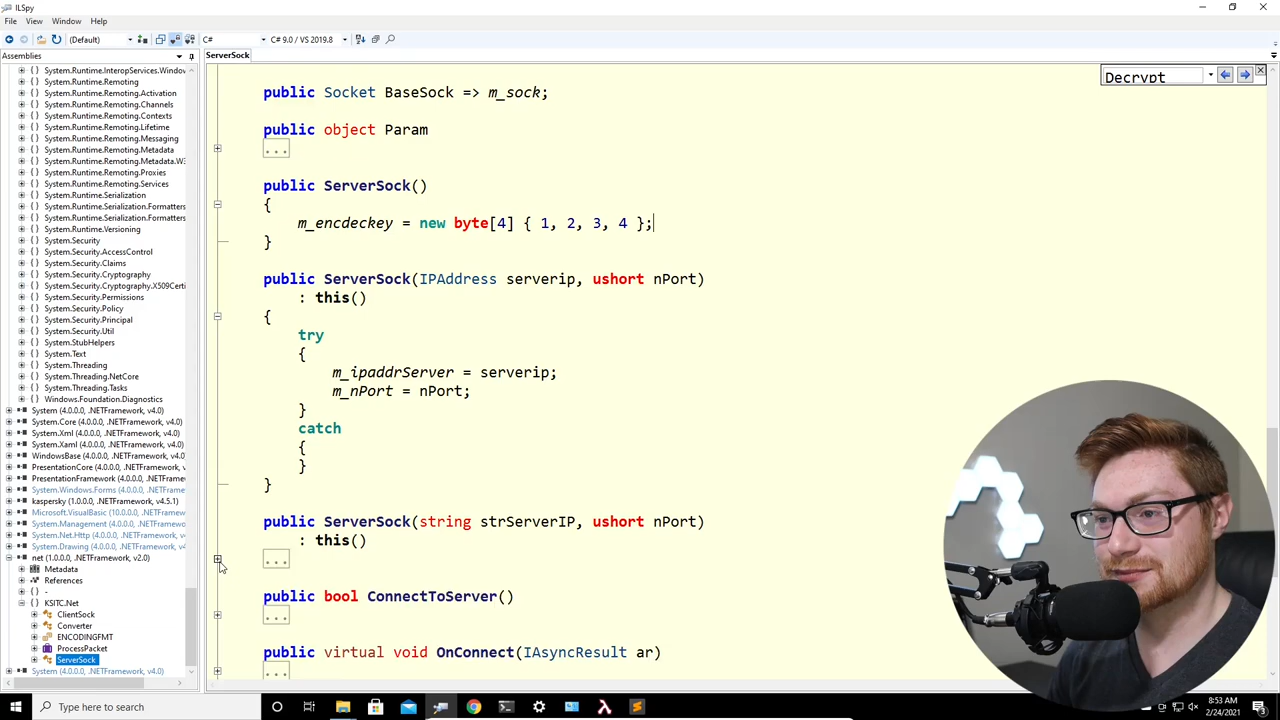 ILSpy
File View Window Help
(Default) C# C# 9.0 / VS 2019.8
Assemblies
ServerSock
Decrypt
System.Runtime.InteropServices.Windov
System.Runtime.Remoting
System.Runtime.Remoting.Activation
System.Runtime.Remoting.Channels
System.Runtime.Remoting.Contexts
System.Runtime.Remoting.Lifetime
System.Runtime.Remoting.Messaging
System.Runtime.Remoting.Metadata
System.Runtime.Remoting.Metadata.W3
System.Runtime.Remoting.Proxies
System.Runtime.Remoting.Services
System.Runtime.Serialization
System.Runtime.Serialization.Formatters
System.Runtime.Serialization.Formatters
System.Runtime.Versioning
System.Security
System.Security.AccessControl
System.Security.Claims
System.Security.Cryptography
System.Security.Cryptography.X509Certi
System.Security.Permissions
System.Security.Policy
System.Security.Principal
System.Security.Util
System.StubHelpers
System.Text
System.Threading
System.Threading.NetCore
System.Threading.Tasks
Windows.Foundation.Diagnostics
System (4.0.0.0, .NETFramework, v4.0)
System.Core (4.0.0.0, .NETFramework, v4.0)
System.Xml (4.0.0.0, .NETFramework, v4.0)
System.Xaml (4.0.0.0, .NETFramework, v4.0)
WindowsBase (4.0.0.0, .NETFramework, v4.0)
PresentationCore (4.0.0.0, .NETFramework, v4.0)
PresentationFramework (4.0.0.0, .NETFramework, v4.0)
System.Windows.Forms (4.0.0.0, .NETFrame
kaspersky (1.0.0.0, .NETFramework, v4.5.1)
Microsoft.VisualBasic (10.0.0.0, .NETFramew
System.Management (4.0.0.0, .NETFramewo
System.Net.Http (4.0.0.0, .NETFramework, v4
System.Drawing (4.0.0.0, .NETFramework, v4
net (1.0.0.0, .NETFramework, v2.0)
Metadata
References
-
KSITC.Net
ClientSock
Converter
ENCODINGFMT
ProcessPacket
ServerSock
System (4.0.0.0, .NETFramework, v4.0)
public Socket BaseSock => m_sock;
public object Param
...
public ServerSock()
{
m_encdeckey = new byte[4] { 1, 2, 3, 4 };
}
public ServerSock(IPAddress serverip, ushort nPort)
: this()
{
try
{
m_ipaddrServer = serverip;
m_nPort = nPort;
}
catch
{
}
}
public ServerSock(string strServerIP, ushort nPort)
: this()
...
public bool ConnectToServer()
...
public virtual void OnConnect(IAsyncResult ar)
...
Type here to search
8:53 AM
2/24/2021